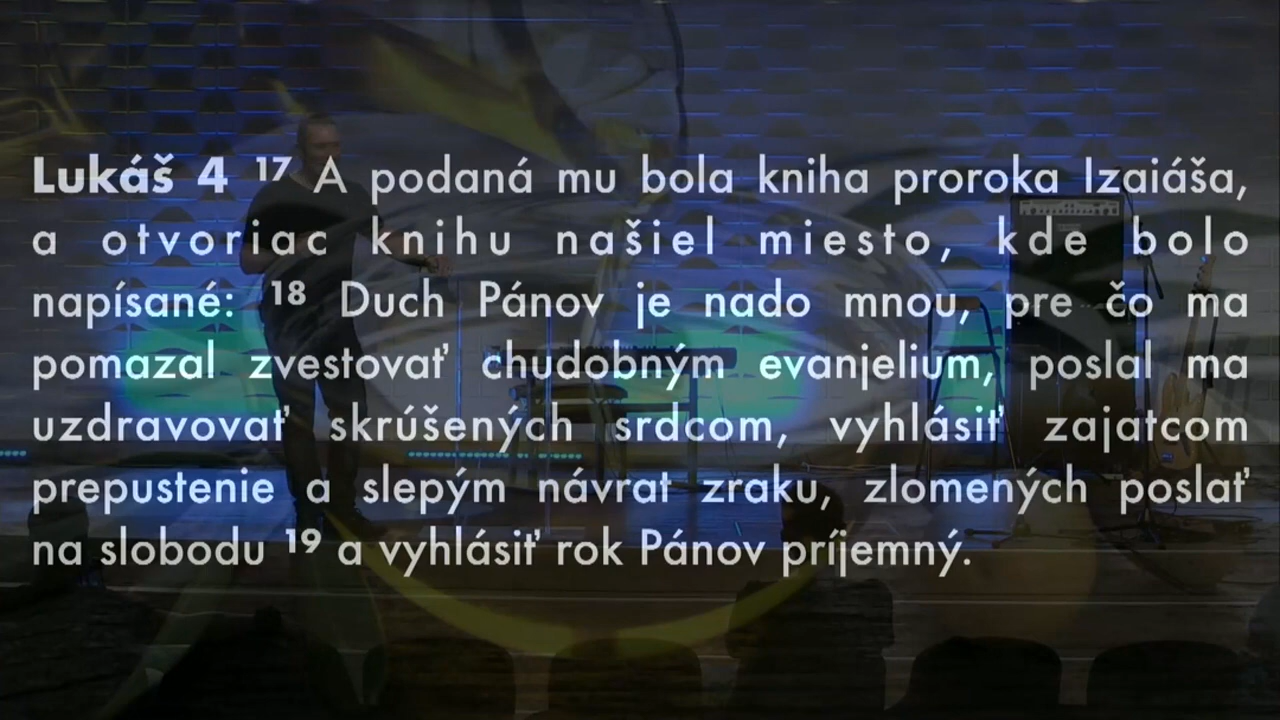 Lukáš 4 ¹⁷ A podaná mu bola kniha proroka Izaiáša,
a otvoriac knihu našiel miesto, kde bolo
napísané: ¹⁸ Duch Pánov je nado mnou, pre čo ma
pomazal zvestovať chudobným evanjelium, poslal ma
uzdravovať skrúšených srdcom, vyhlásiť zajatcom
prepustenie a slepým návrat zraku, zlomených poslať
na slobodu ¹⁹ a vyhlásiť rok Pánov príjemný.